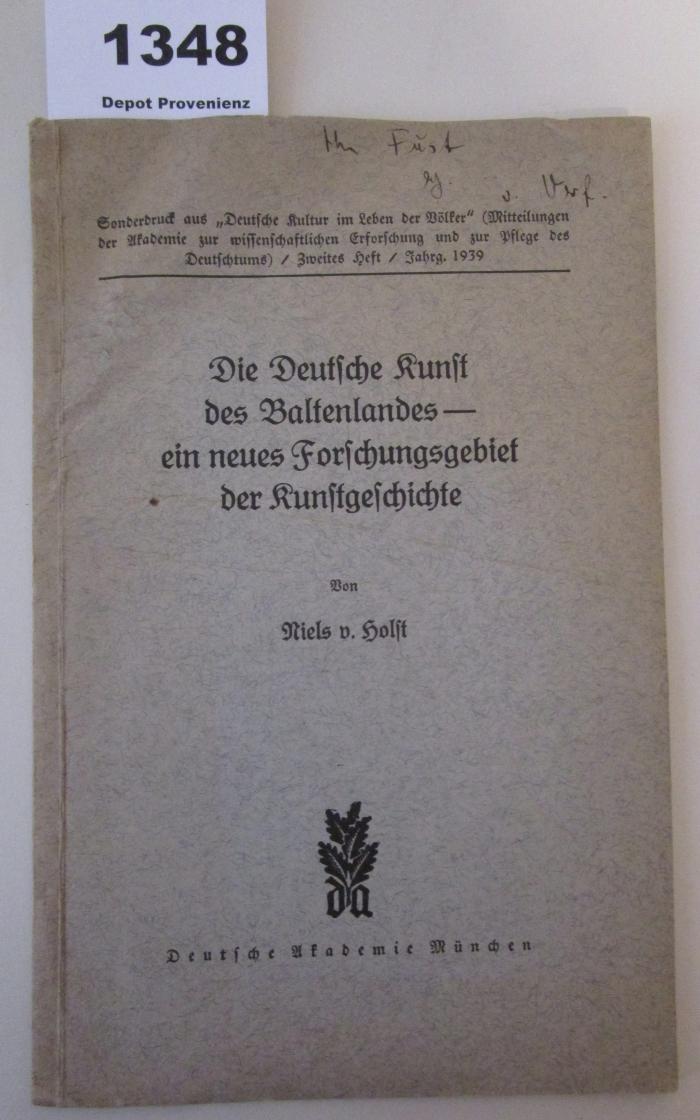 1348
Depot Provenienz
v. Verf.
Sonderdruck aus „Deutsche Kultur im Leben der Völker“ (Mitteilungen
der Akademie zur wissenschaftlichen Erforschung und zur Pflege des
Deutschtums) / Zweites Heft / Jahrg. 1939
Die Deutsche Kunst
des Baltenlandes —
ein neues Forschungsgebiet
der Kunstgeschichte
Von
Niels v. Holst
da
Deutsche Akademie München